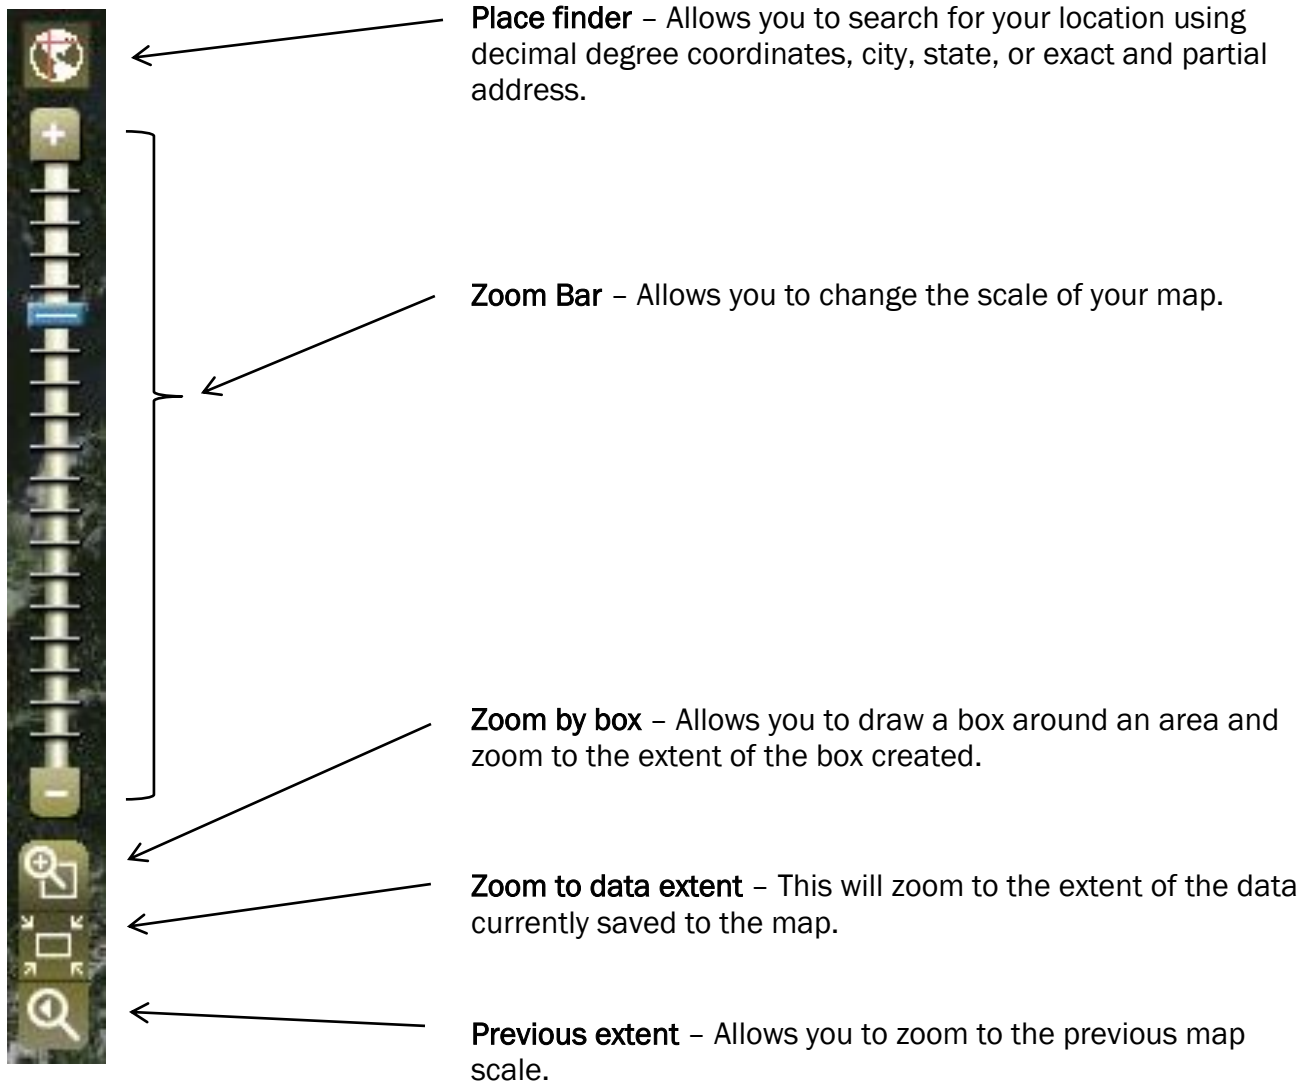 Place finder – Allows you to search for your location using
decimal degree coordinates, city, state, or exact and partial
address.
Zoom Bar – Allows you to change the scale of your map.
Zoom by box – Allows you to draw a box around an area and
zoom to the extent of the box created.
Zoom to data extent – This will zoom to the extent of the data
currently saved to the map.
Previous extent – Allows you to zoom to the previous map
scale.